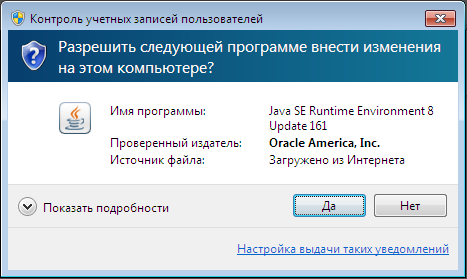 Контроль учетных записей пользователей
Разрешить следующей программе внести изменения
на этом компьютере?
Имя программы: Java SE Runtime Environment 8
Update 161
Проверенный издатель: Oracle America, Inc.
Источник файла: Загружено из Интернета
Показать подробности Да Нет
Настройка выдачи таких уведомлений